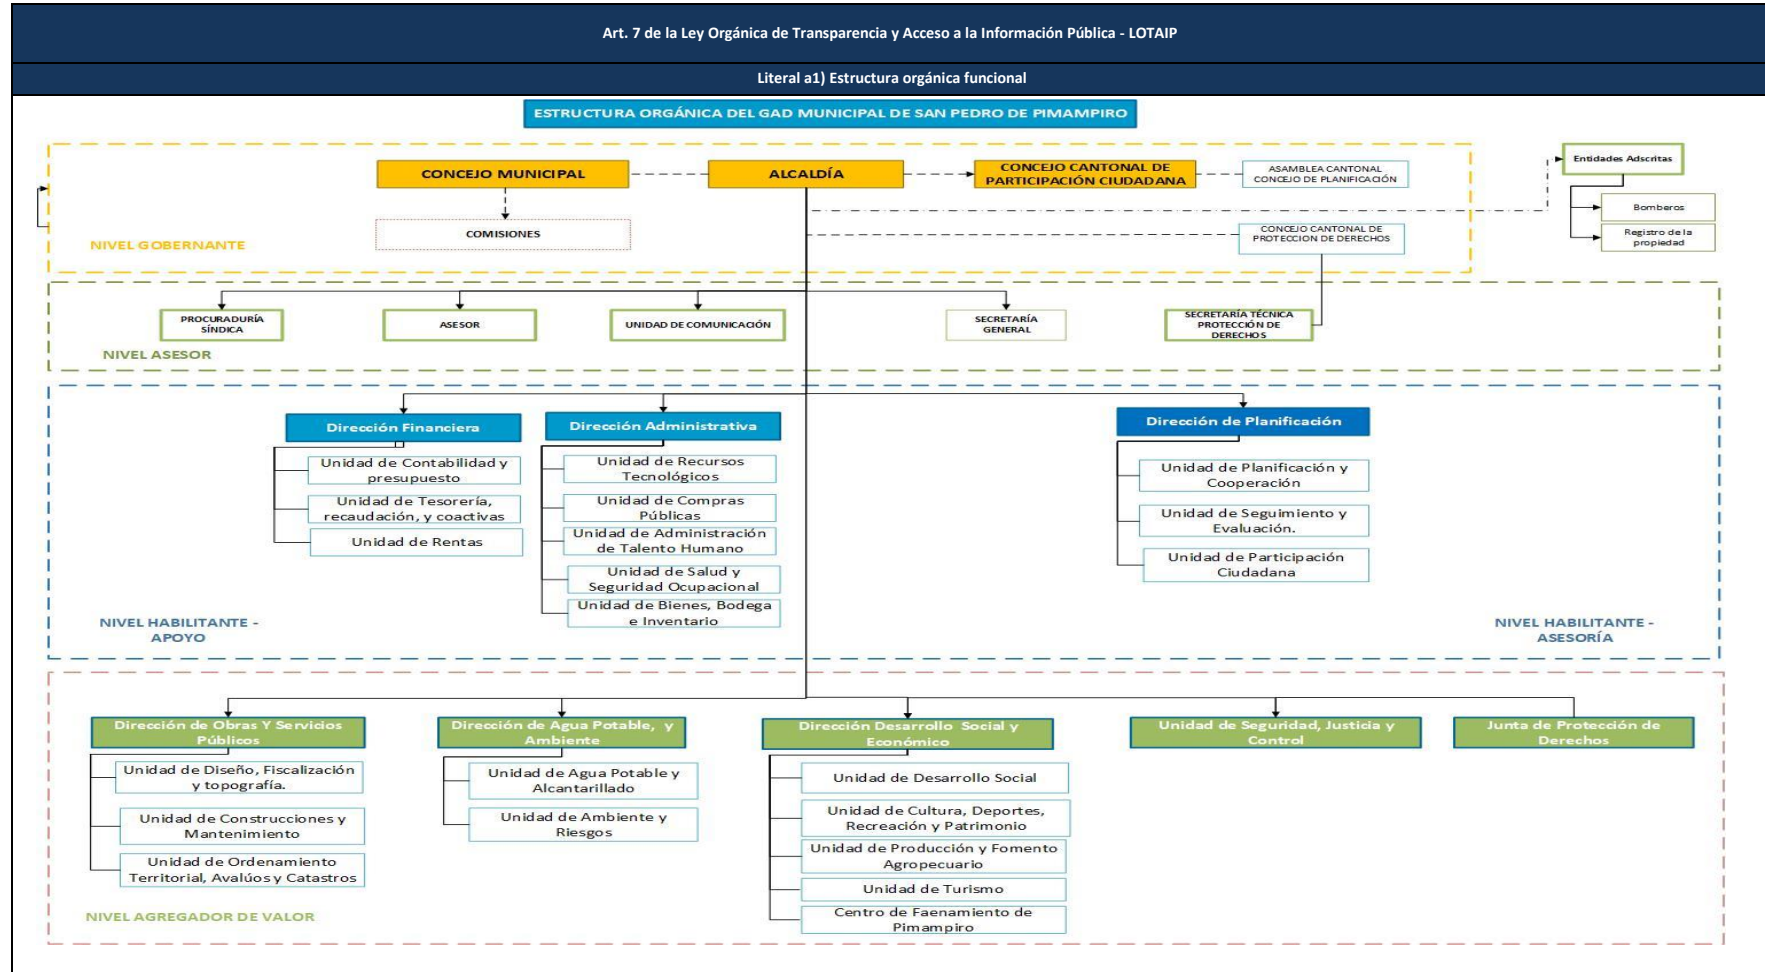 Art. 7 de la Ley Orgánica de Transparencia y Acceso a la Información Pública - LOTAIP
Literal a1) Estructura orgánica funcional
ESTRUCTURA ORGÁNICA DEL GAD MUNICIPAL DE SAN PEDRO DE PIMAMPIRO
CONCEJO MUNICIPAL
ALCALDÍA
CONCEJO CANTONAL DE
PARTICIPACIÓN CIUDADANA
ASAMBLEA CANTONAL
CONCEJO DE PLANIFICACIÓN
Entidades Adscritas
Bomberos
Registro de la
propiedad
COMISIONES
CONCEJO CANTONAL DE
PROTECCION DE DERECHOS
NIVEL GOBERNANTE
PROCURADURÍA
SÍNDICA
ASESOR
UNIDAD DE COMUNICACIÓN
SECRETARÍA
GENERAL
SECRETARÍA TÉCNICA
PROTECCIÓN DE
DERECHOS
NIVEL ASESOR
Dirección Financiera
Unidad de Contabilidad y
presupuesto
Unidad de Tesorería,
recaudación, y coactivas
Unidad de Rentas
Dirección Administrativa
Unidad de Recursos
Tecnológicos
Unidad de Compras
Públicas
Unidad de Administración
de Talento Humano
Unidad de Salud y
Seguridad Ocupacional
Unidad de Bienes, Bodega
e Inventario
Dirección de Planificación
Unidad de Planificación y
Cooperación
Unidad de Seguimiento y
Evaluación.
Unidad de Participación
Ciudadana
NIVEL HABILITANTE -
APOYO
NIVEL HABILITANTE -
ASESORÍA
Dirección de Obras Y Servicios
Públicos
Unidad de Diseño, Fiscalización
y topografía.
Unidad de Construcciones y
Mantenimiento
Unidad de Ordenamiento
Territorial, Avalúos y Catastros
Dirección de Agua Potable, y
Ambiente
Unidad de Agua Potable y
Alcantarillado
Unidad de Ambiente y
Riesgos
Dirección Desarrollo Social y
Económico
Unidad de Desarrollo Social
Unidad de Cultura, Deportes,
Recreación y Patrimonio
Unidad de Producción y Fomento
Agropecuario
Unidad de Turismo
Centro de Faenamiento de
Pimampiro
Unidad de Seguridad, Justicia y
Control
Junta de Protección de
Derechos
NIVEL AGREGADOR DE VALOR